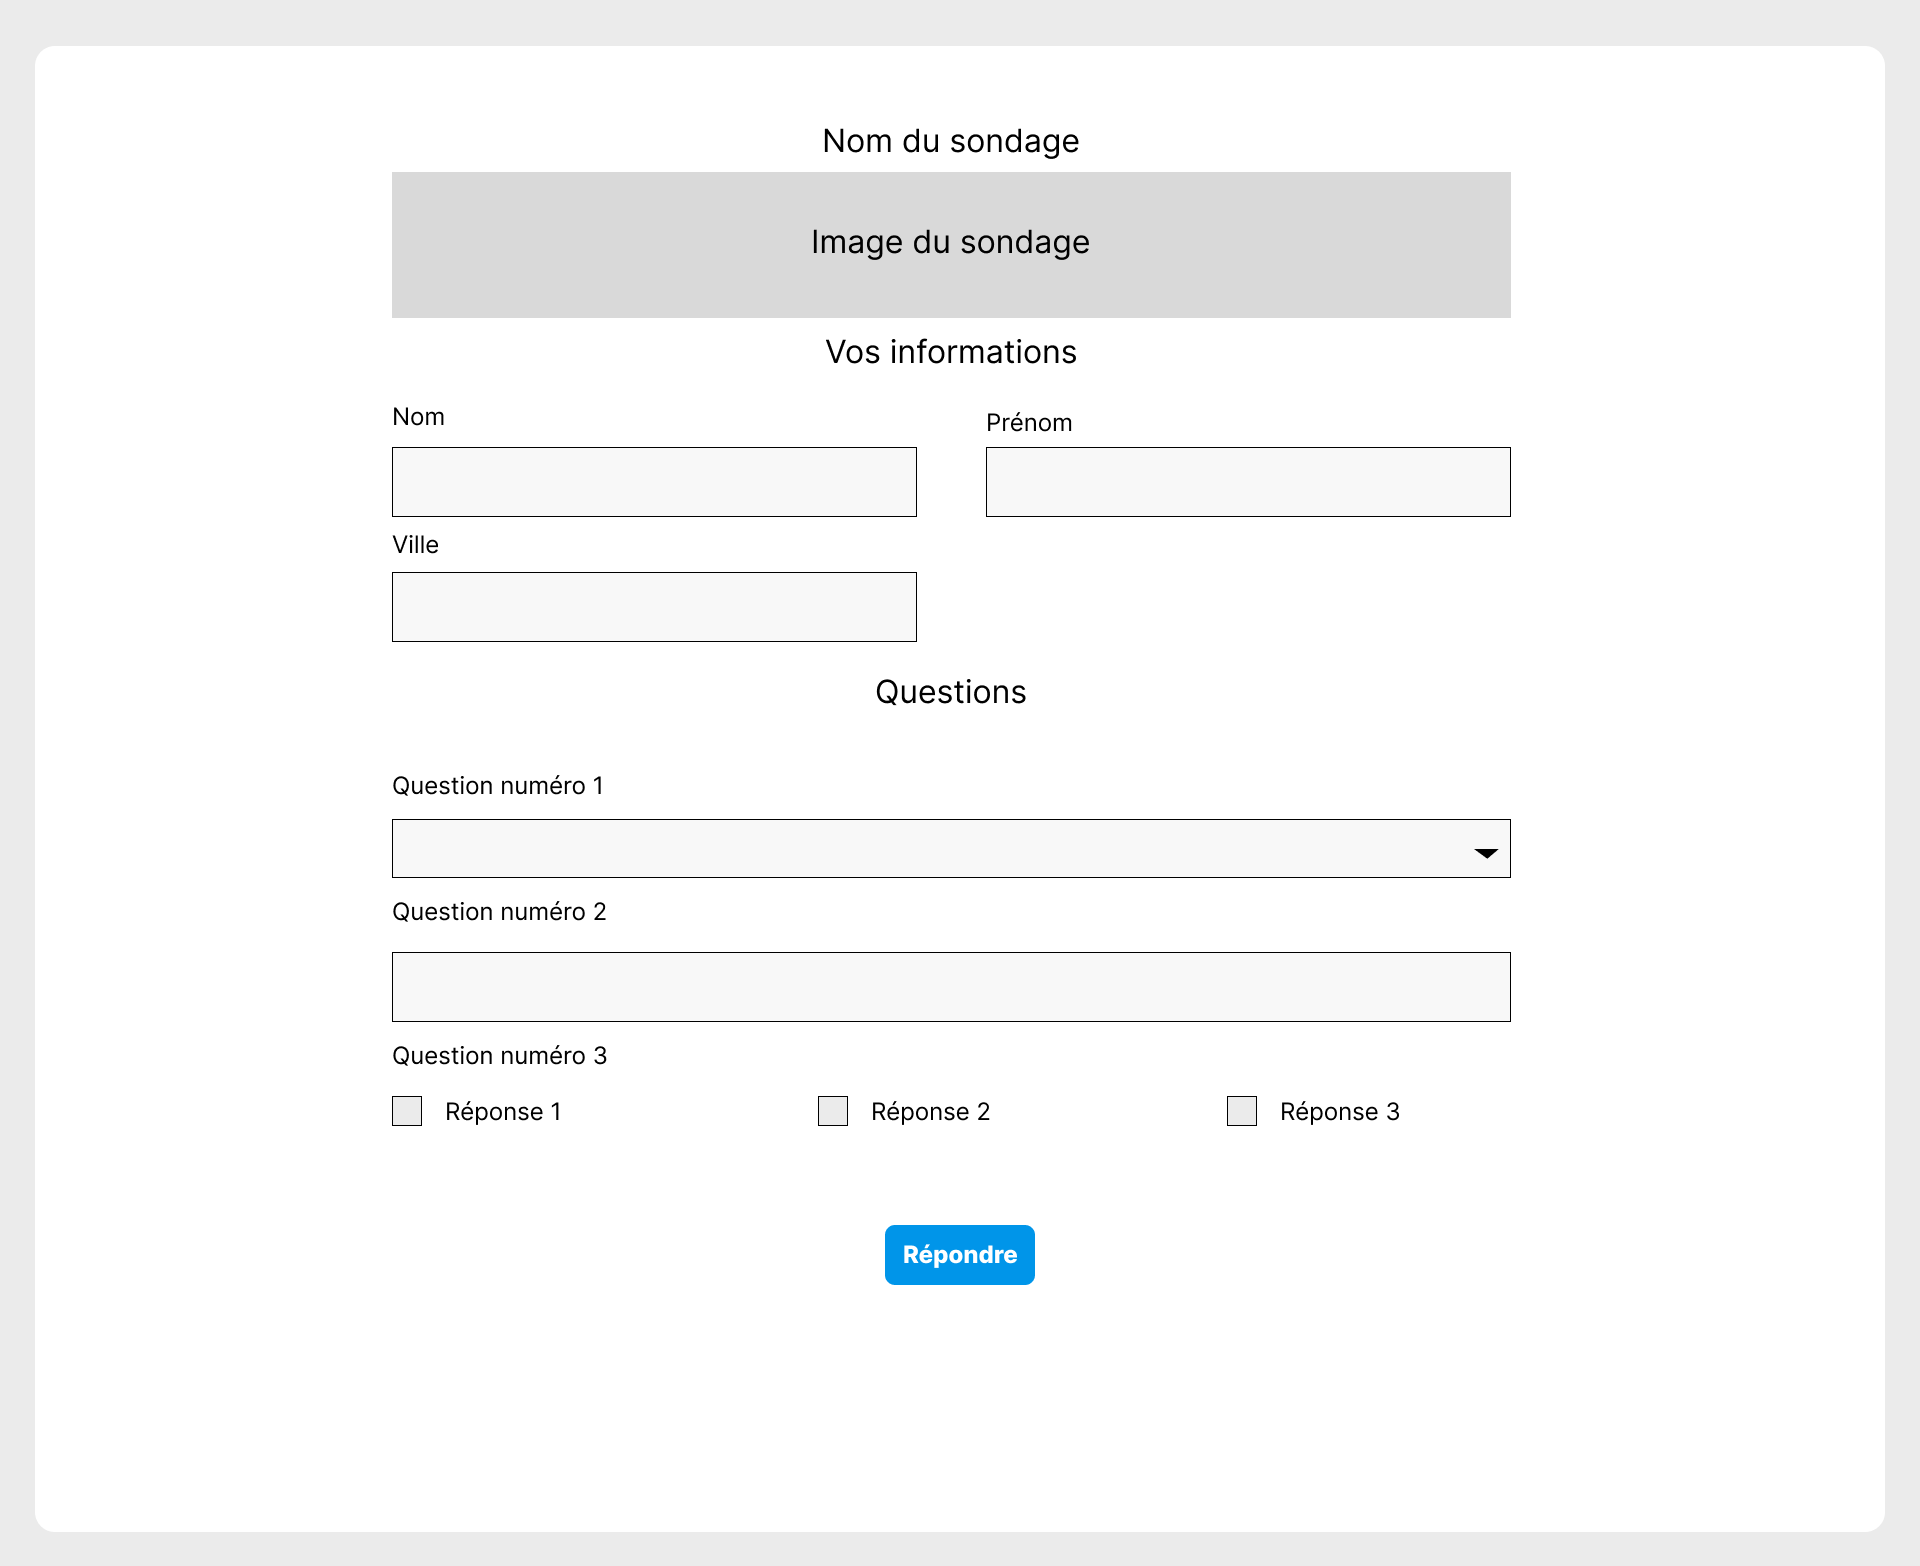 Nom du sondage
Image du sondage
Vos informations
Nom
Prénom
Ville
Questions
Question numéro 1
Question numéro 2
Question numéro 3
Réponse 1
Réponse 2
Réponse 3
Répondre